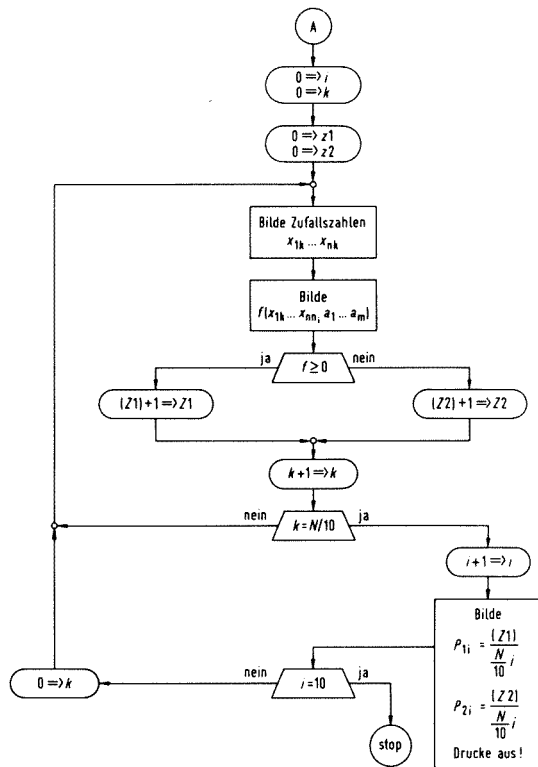 A
0 ⇒ i
0 ⇒ k
0 ⇒ z1
0 ⇒ z2
Bilde Zufallszahlen
x1k ... xnk
Bilde
f(x1k ... xnn, a1 ... am)
ja
f ≥ 0
nein
(Z1) + 1 ⇒ Z1
(Z2) + 1 ⇒ Z2
k + 1 ⇒ k
nein
k = N/10
ja
i + 1 ⇒ i
Bilde
P1i = (Z1) / N/10 i
P2i = (Z2) / N/10 i
Drucke aus!
0 ⇒ k
nein
i = 10
ja
stop